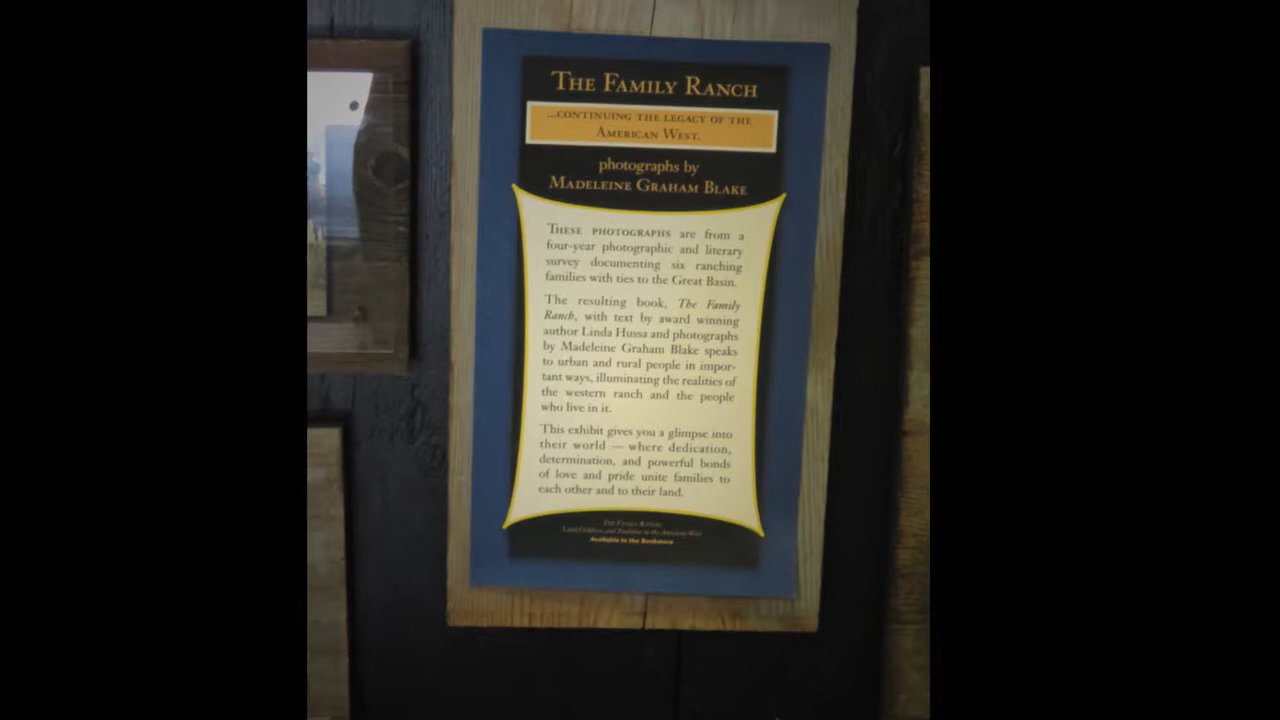 THE FAMILY RANCH
...CONTINUING THE LEGACY OF THE
AMERICAN WEST.
photographs by
MADELEINE GRAHAM BLAKE
THESE PHOTOGRAPHS are from a
four-year photographic and literary
survey documenting six ranching
families with ties to the Great Basin.
The resulting book, The Family
Ranch, with text by award winning
author Linda Hussa and photographs
by Madeleine Graham Blake speaks
to urban and rural people in impor-
tant ways, illuminating the realities of
the western ranch and the people
who live in it.
This exhibit gives you a glimpse into
their world — where dedication,
determination, and powerful bonds
of love and pride unite families to
each other and to their land.
THE FAMILY RANCH
Land, Children, and Tradition in the American West
Available in the Bookstore